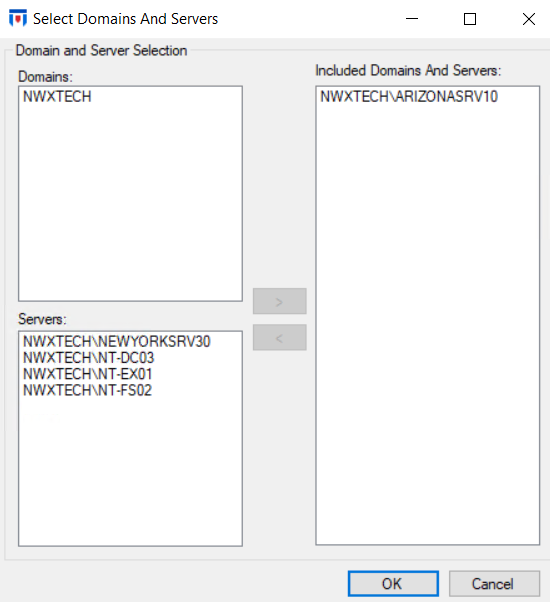 Select Domains And Servers
Domain and Server Selection
Domains:
NWXTECH
Servers:
NWXTECH\NEWYORKSRV30
NWXTECH\NT-DC03
NWXTECH\NT-EX01
NWXTECH\NT-FS02
>
<
Included Domains And Servers:
NWXTECH\ARIZONASRV10
OK
Cancel